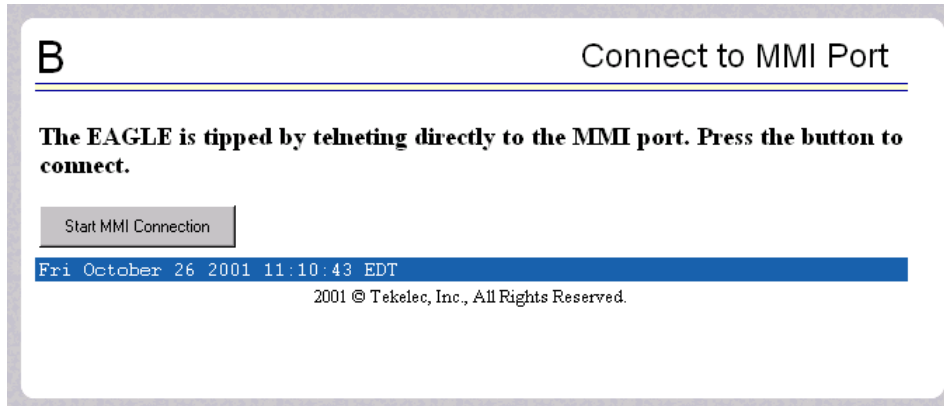 B
Connect to MMI Port
The EAGLE is tipped by telneting directly to the MMI port. Press the button to
connect.
Start MMI Connection
Fri October 26 2001 11:10:43 EDT
2001 © Tekelec, Inc., All Rights Reserved.